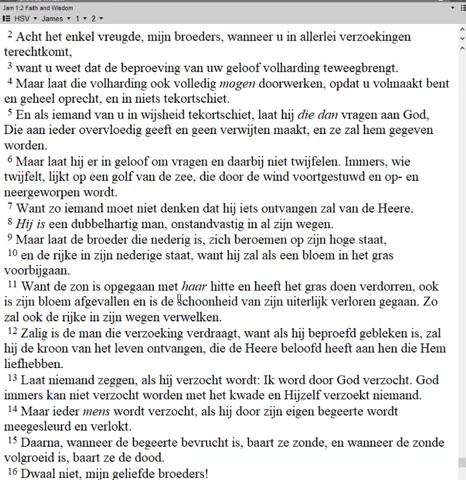 Jam 1:2 Faith and Wisdom
HSV James 1 2
2 Acht het enkel vreugde, mijn broeders, wanneer u in allerlei verzoekingen
terechtkomt,
3 want u weet dat de beproeving van uw geloof volharding teweegbrengt.
4 Maar laat die volharding ook volledig mogen doorwerken, opdat u volmaakt bent
en geheel oprecht, en in niets tekortschiet.
5 En als iemand van u in wijsheid tekortschiet, laat hij die dan vragen aan God,
Die aan ieder overvloedig geeft en geen verwijten maakt, en ze zal hem gegeven
worden.
6 Maar laat hij er in geloof om vragen en daarbij niet twijfelen. Immers, wie
twijfelt, lijkt op een golf van de zee, die door de wind voortgestuwd en op- en
neergeworpen wordt.
7 Want zo iemand moet niet denken dat hij iets ontvangen zal van de Heere.
8 Hij is een dubbelhartig man, onstandvastig in al zijn wegen.
9 Maar laat de broeder die nederig is, zich beroemen op zijn hoge staat,
10 en de rijke in zijn nederige staat, want hij zal als een bloem in het gras
voorbijgaan.
11 Want de zon is opgegaan met haar hitte en heeft het gras doen verdorren, ook
is zijn bloem afgevallen en is de schoonheid van zijn uiterlijk verloren gegaan. Zo
zal ook de rijke in zijn wegen verwelken.
12 Zalig is de man die verzoeking verdraagt, want als hij beproefd gebleken is, zal
hij de kroon van het leven ontvangen, die de Heere beloofd heeft aan hen die Hem
liefhebben.
13 Laat niemand zeggen, als hij verzocht wordt: Ik word door God verzocht. God
immers kan niet verzocht worden met het kwade en Hijzelf verzoekt niemand.
14 Maar ieder mens wordt verzocht, als hij door zijn eigen begeerte wordt
meegesleurd en verlokt.
15 Daarna, wanneer de begeerte bevrucht is, baart ze zonde, en wanneer de zonde
volgroeid is, baart ze de dood.
16 Dwaal niet, mijn geliefde broeders!